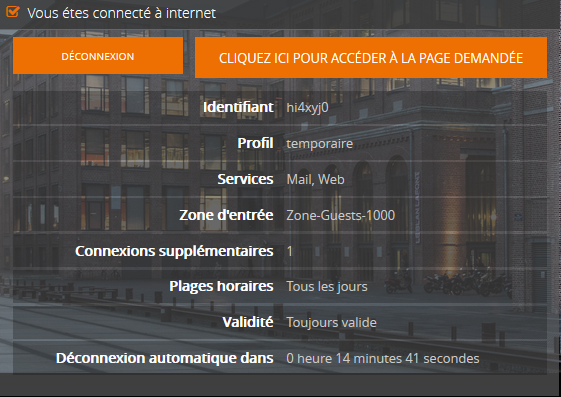 Vous étes connecté à internet
DÉCONNEXION
CLIQUEZ ICI POUR ACCÉDER À LA PAGE DEMANDÉE
Identifiant hi4xyj0
Profil temporaire
Services Mail, Web
Zone d'entrée Zone-Guests-1000
Connexions supplémentaires 1
Plages horaires Tous les jours
Validité Toujours valide
Déconnexion automatique dans 0 heure 14 minutes 41 secondes